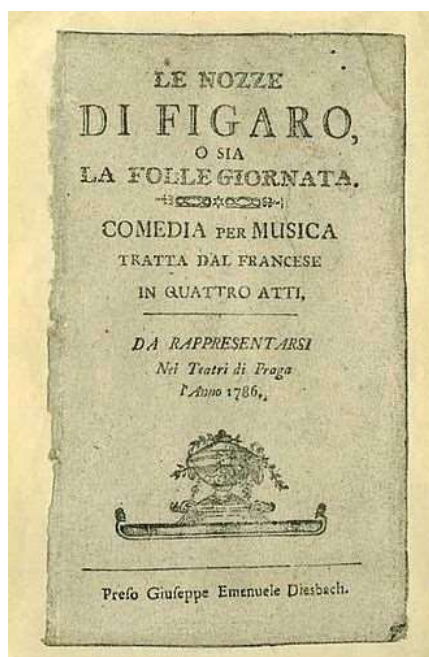 LE NOZZE
DI FIGARO,
O SIA
LA FOLLE GIORNATA.
COMEDIA PER MUSICA
TRATTA DAL FRANCESE
IN QUATTRO ATTI,
DA RAPPRESENTARSI
Nei Teatri di Praga
l'Anno 1786.
Preſo Giuſeppe Emenuele Diesbach.